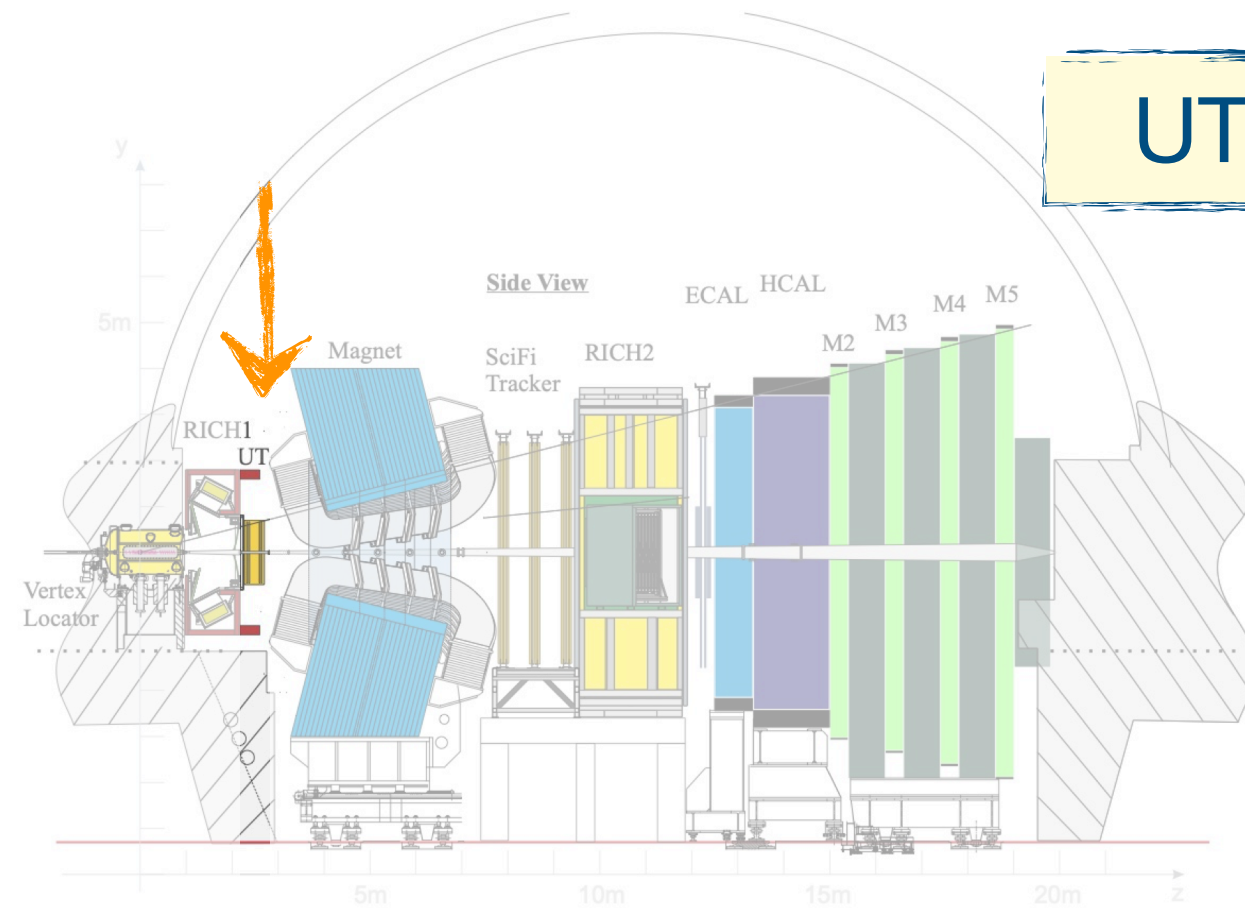 UT
y
Side View
ECAL
HCAL
M5
M4
M3
M2
5m
Magnet
SciFi
Tracker
RICH2
RICH1
UT
Vertex
Locator
5m
10m
15m
20m
z